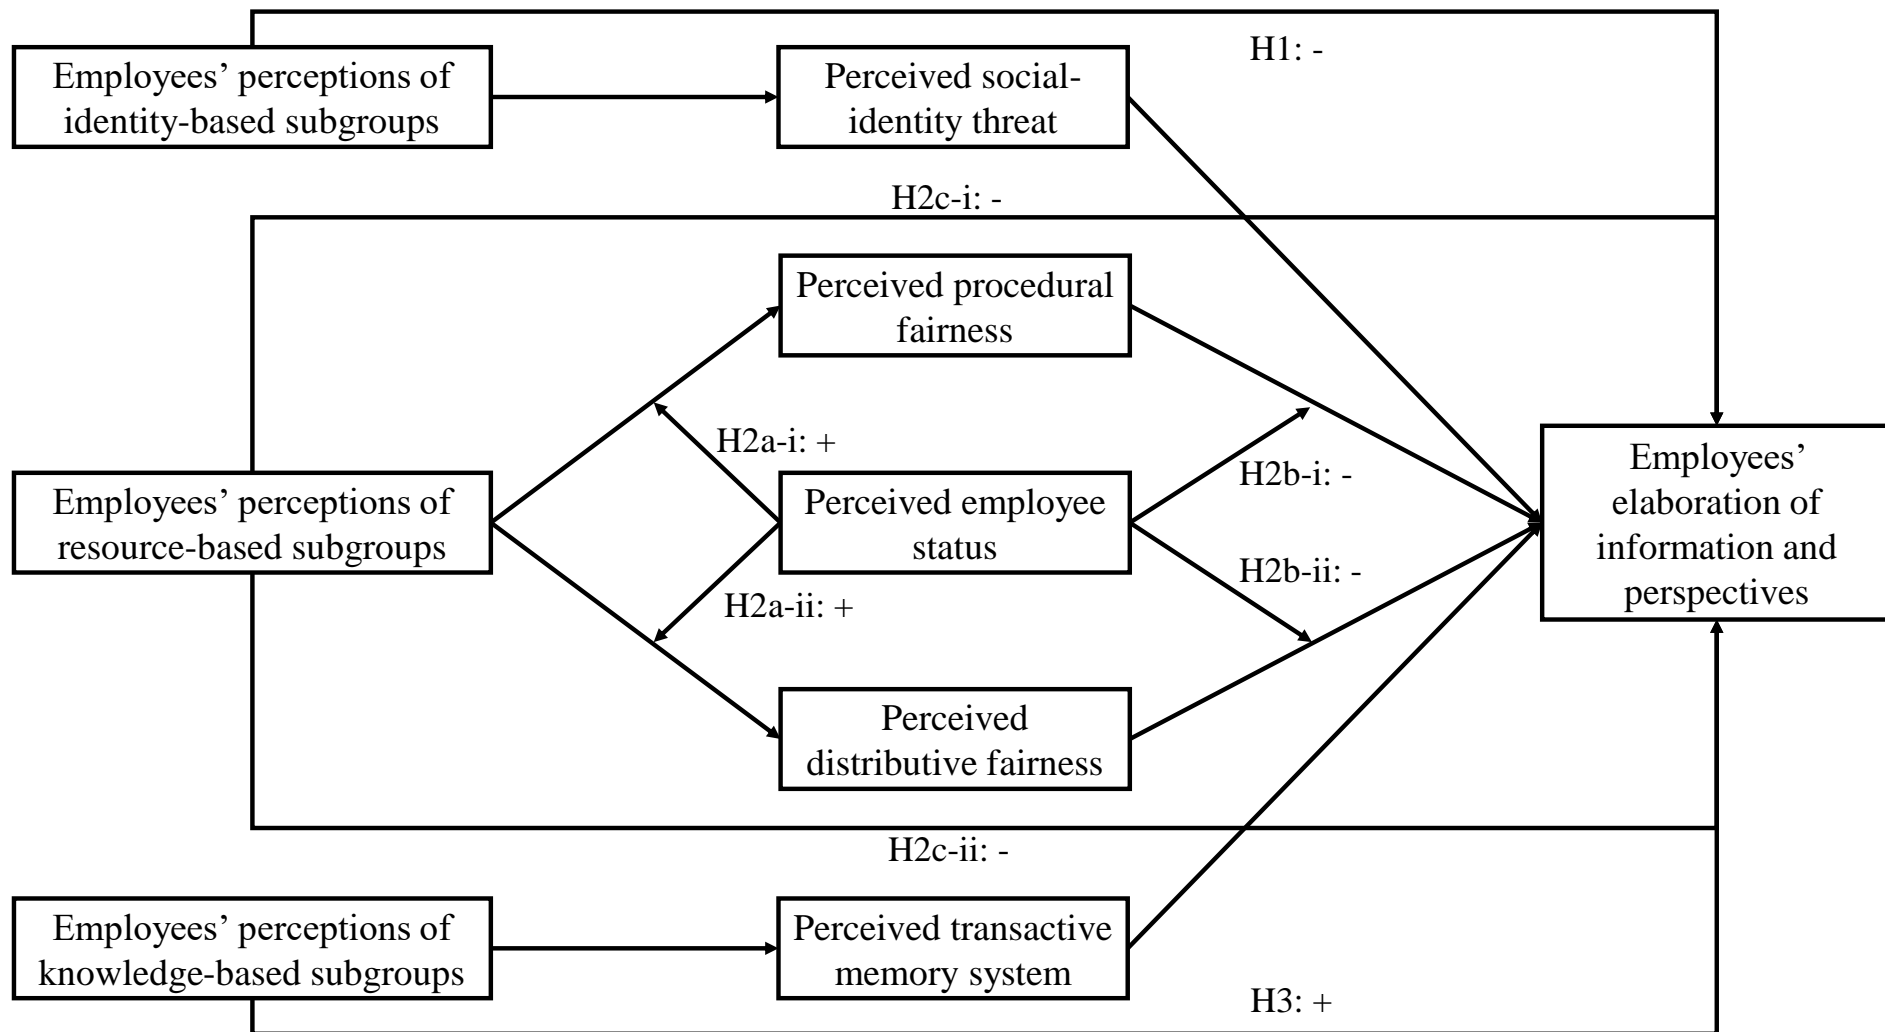 H1: -
Employees’ perceptions of
identity-based subgroups
Perceived social-
identity threat
H2c-i: -
Perceived procedural
fairness
H2a-i: +
Employees’ perceptions of
resource-based subgroups
Perceived employee
status
H2b-i: -
H2b-ii: -
Employees’
elaboration of
information and
perspectives
H2a-ii: +
Perceived
distributive fairness
H2c-ii: -
Employees’ perceptions of
knowledge-based subgroups
Perceived transactive
memory system
H3: +